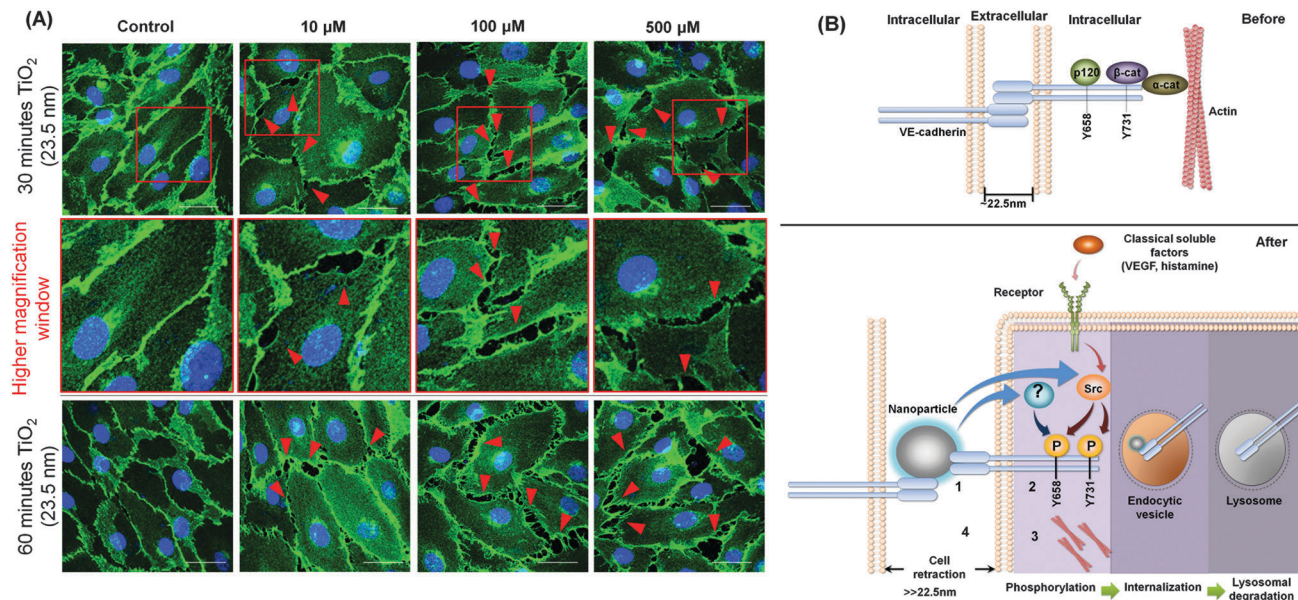 (A)
Control
10 µM
100 µM
500 µM
30 minutes TiO2
(23.5 nm)
Higher magnification
window
60 minutes TiO2
(23.5 nm)
(B)
Intracellular
Extracellular
Intracellular
Before
p120
β-cat
α-cat
VE-cadherin
Y658
Y731
Actin
~22.5nm
After
Classical soluble
factors
(VEGF, histamine)
Receptor
Nanoparticle
?
Src
P
P
1
2
Y658
Y731
Endocytic
vesicle
Lysosome
4
3
Cell
retraction
>>22.5nm
Phosphorylation
Internalization
Lysosomal
degradation